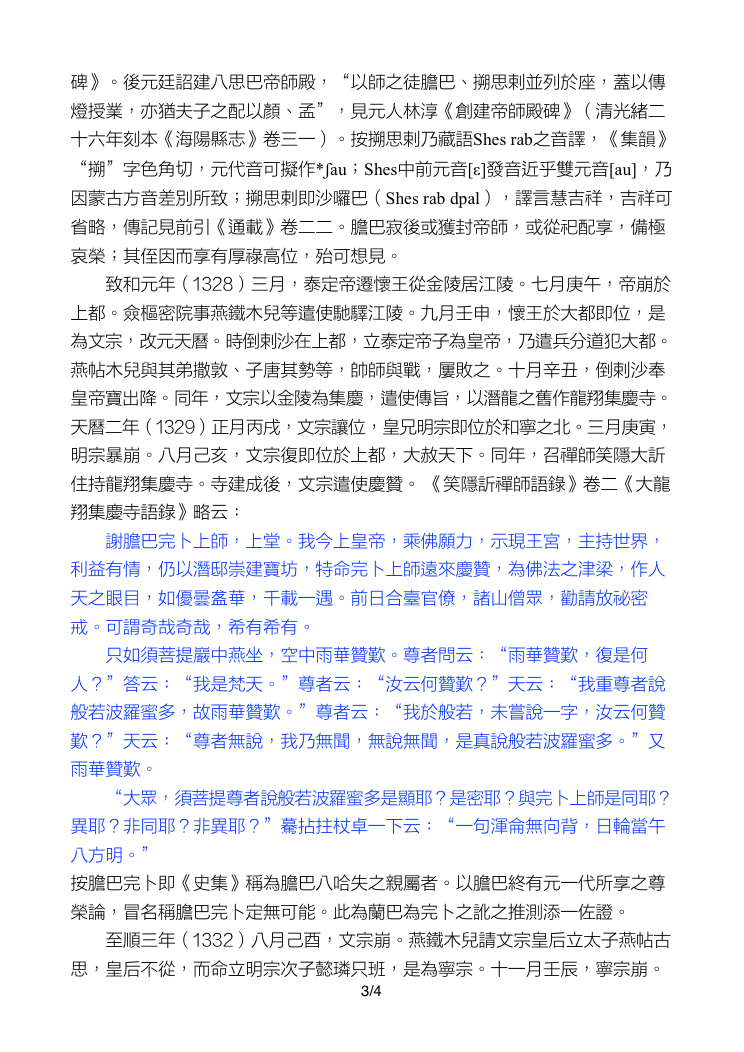 碑》。後元廷詔建八思巴帝師殿，“以師之徒膽巴、搠思剌並列於座，蓋以傳
燈授業，亦猶夫子之配以顏、孟”，見元人林淳《創建帝師殿碑》（清光緒二
十六年刻本《海陽縣志》卷三一）。按搠思剌乃藏語Shes rab之音譯，《集韻》
“搠”字色角切，元代音可擬作*ʃau；Shes中前元音[ε]發音近乎雙元音[au]，乃
因蒙古方音差別所致；搠思剌即沙囉巴（Shes rab dpal），譯言慧吉祥，吉祥可
省略，傳記見前引《通載》卷二二。膽巴寂後或獲封帝師，或從祀配享，備極
哀榮；其侄因而享有厚祿高位，殆可想見。
致和元年（1328）三月，泰定帝遷懷王從金陵居江陵。七月庚午，帝崩於
上都。僉樞密院事燕鐵木兒等遣使馳驛江陵。九月壬申，懷王於大都即位，是
為文宗，改元天曆。時倒剌沙在上都，立泰定帝子為皇帝，乃遣兵分道犯大都。
燕帖木兒與其弟撒敦、子唐其勢等，帥師與戰，屢敗之。十月辛丑，倒剌沙奉
皇帝寶出降。同年，文宗以金陵為集慶，遣使傳旨，以潛龍之舊作龍翔集慶寺。
天曆二年（1329）正月丙戌，文宗讓位，皇兄明宗即位於和寧之北。三月庚寅，
明宗暴崩。八月己亥，文宗復即位於上都，大赦天下。同年，召禪師笑隱大訢
住持龍翔集慶寺。寺建成後，文宗遣使慶贊。《笑隱訢禪師語錄》卷二《大龍
翔集慶寺語錄》略云：
謝膽巴完卜上師，上堂。我今上皇帝，乘佛願力，示現王宮，主持世界，
利益有情，仍以潛邸崇建寶坊，特命完卜上師遠來慶贊，為佛法之津梁，作人
天之眼目，如優曇盋華，千載一遇。前日合臺官僚，諸山僧眾，勸請放祕密
戒。可謂奇哉奇哉，希有希有。
只如須菩提巖中燕坐，空中雨華贊歎。尊者問云：“雨華贊歎，復是何
人？”答云：“我是梵天。”尊者云：“汝云何贊歎？”天云：“我重尊者說
般若波羅蜜多，故雨華贊歎。”尊者云：“我於般若，未嘗說一字，汝云何贊
歎？”天云：“尊者無說，我乃無聞，無說無聞，是真說般若波羅蜜多。”又
雨華贊歎。
“大眾，須菩提尊者說般若波羅蜜多是顯耶？是密耶？與完卜上師是同耶？
異耶？非同耶？非異耶？”驀拈拄杖卓一下云：“一句渾侖無向背，日輪當午
八方明。”
按膽巴完卜即《史集》稱為膽巴八哈失之親屬者。以膽巴終有元一代所享之尊
榮論，冒名稱膽巴完卜定無可能。此為蘭巴為完卜之訛之推測添一佐證。
至順三年（1332）八月己酉，文宗崩。燕鐵木兒請文宗皇后立太子燕帖古
思，皇后不從，而命立明宗次子懿璘只班，是為寧宗。十一月壬辰，寧宗崩。
3/4